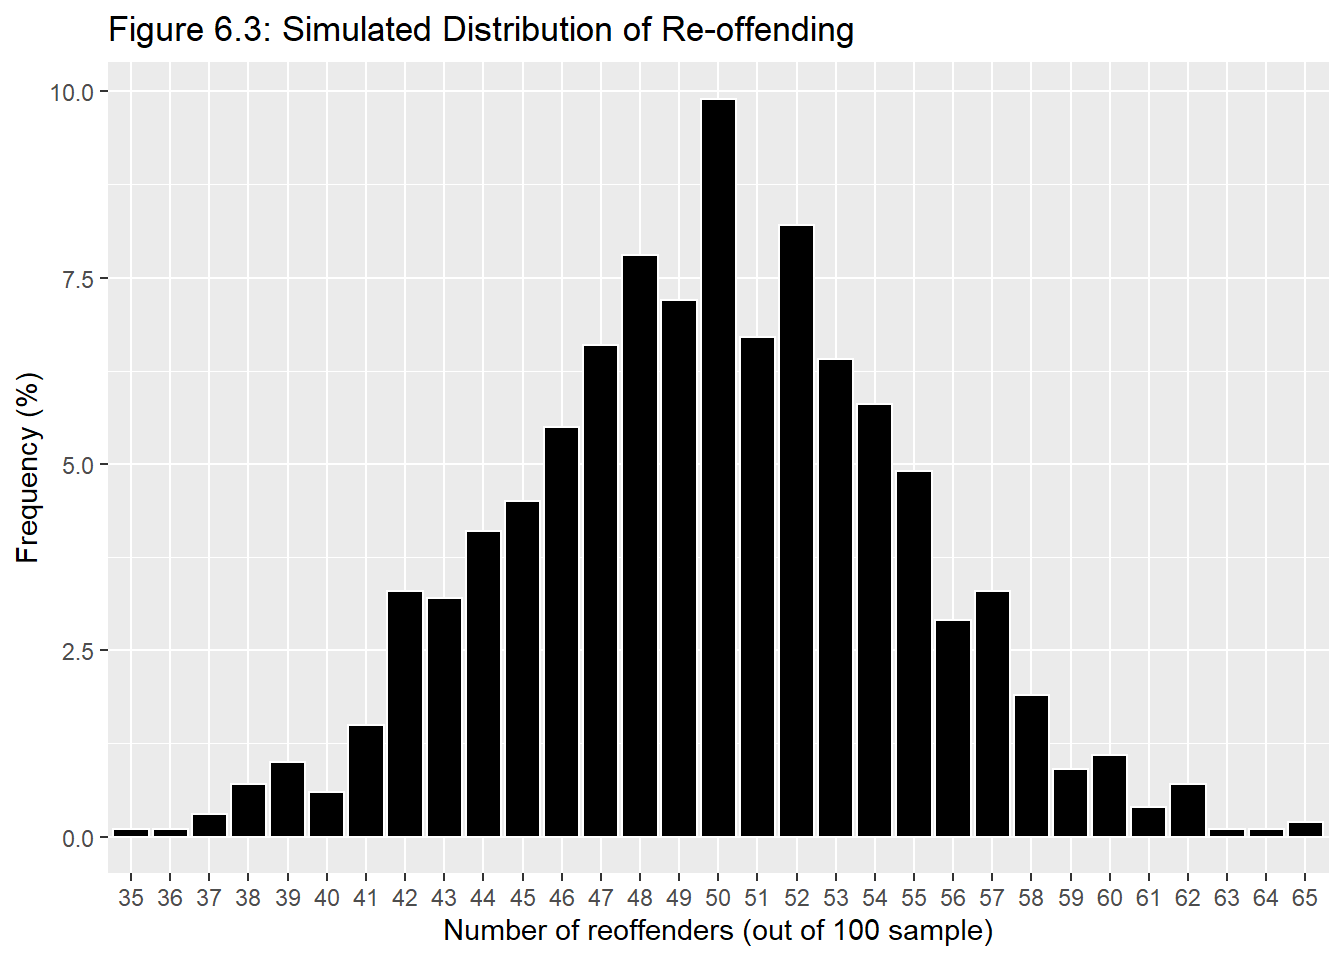 Figure 6.3: Simulated Distribution of Re-offending
10.0
7.5
5.0
2.5
0.0
Frequency (%)
35 36 37 38 39 40 41 42 43 44 45 46 47 48 49 50 51 52 53 54 55 56 57 58 59 60 61 62 63 64 65
Number of reoffenders (out of 100 sample)